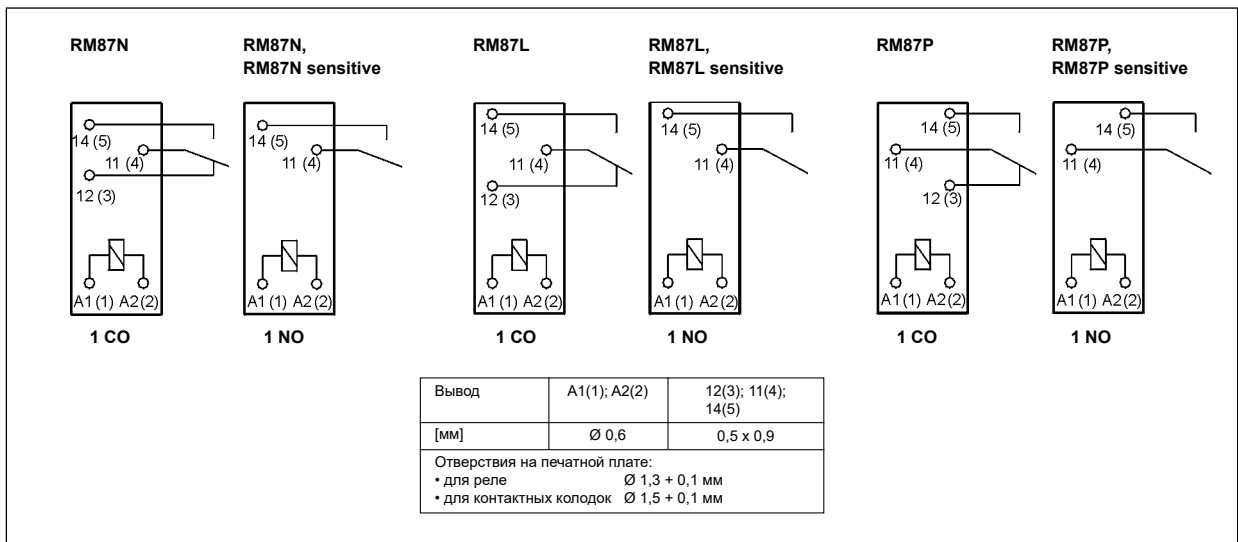 RM87N
RM87N,
RM87N sensitive
RM87L
RM87L,
RM87L sensitive
RM87P
RM87P,
RM87P sensitive
14 (5)
11 (4)
12 (3)
A1 (1) A2 (2)
1 CO
14 (5)
11 (4)
A1 (1) A2 (2)
1 NO
14 (5)
11 (4)
12 (3)
A1 (1) A2 (2)
1 CO
14 (5)
11 (4)
A1 (1) A2 (2)
1 NO
14 (5)
11 (4)
12 (3)
A1 (1) A2 (2)
1 CO
14 (5)
11 (4)
A1 (1) A2 (2)
1 NO
Вывод A1(1); A2(2) 12(3); 11(4);
14(5)
[мм] Ø 0,6 0,5 x 0,9
Отверстия на печатной плате:
• для реле Ø 1,3 + 0,1 мм
• для контактных колодок Ø 1,5 + 0,1 мм